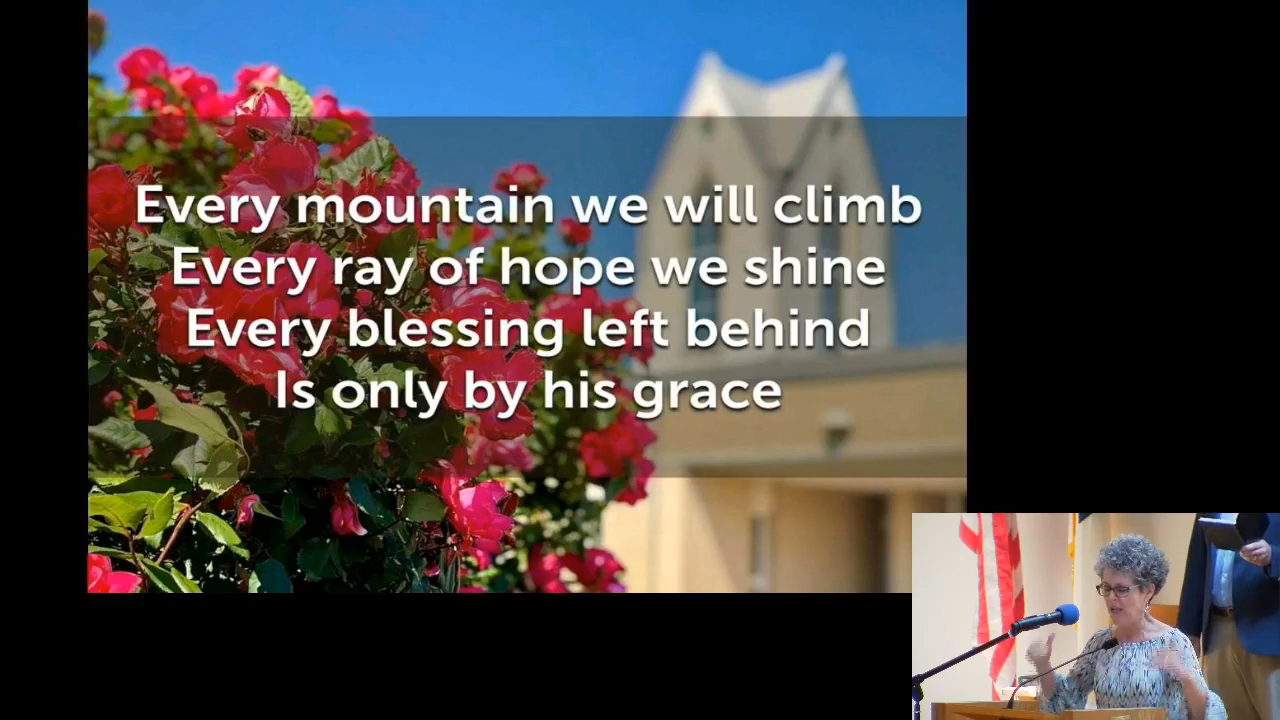 Every mountain we will climb
Every ray of hope we shine
Every blessing left behind
Is only by his grace